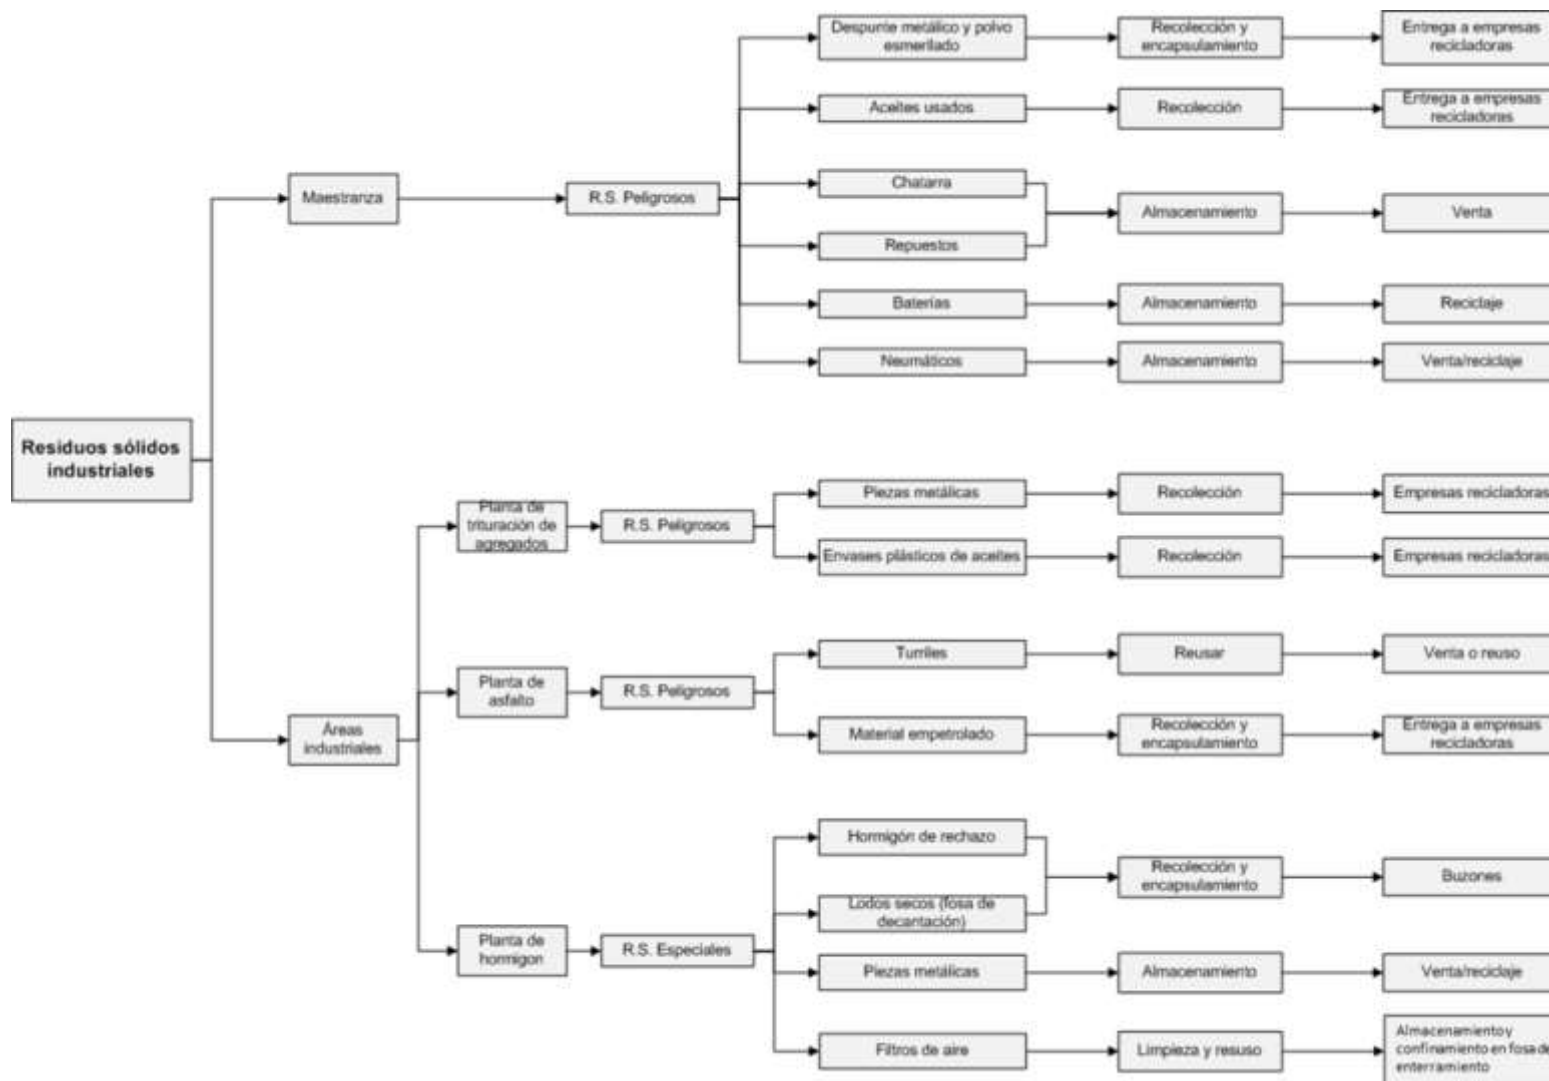 Despunte metálico y polvo
esmerilado
Recolección y
encapsulamiento
Entrega a empresas
recicladoras
Aceites usados
Recolección
Entrega a empresas
recicladoras
Maestranza
R.S. Peligrosos
Chatarra
Repuestos
Almacenamiento
Venta
Baterías
Almacenamiento
Reciclaje
Neumáticos
Almacenamiento
Venta/reciclaje
Residuos sólidos
industriales
Planta de
trituración de
agregados
R.S. Peligrosos
Piezas metálicas
Recolección
Empresas recicladoras
Envases plásticos de aceites
Recolección
Empresas recicladoras
Áreas
industriales
Planta de
asfalto
R.S. Peligrosos
Turriles
Reusar
Venta o reuso
Material empetrolado
Recolección y
encapsulamiento
Entrega a empresas
recicladoras
Planta de
hormigon
R.S. Especiales
Hormigón de rechazo
Lodos secos (fosa de
decantación)
Recolección y
encapsulamiento
Buzones
Piezas metálicas
Almacenamiento
Venta/reciclaje
Filtros de aire
Limpieza y resuso
Almacenamiento y
confinamiento en fosa de
enterramiento